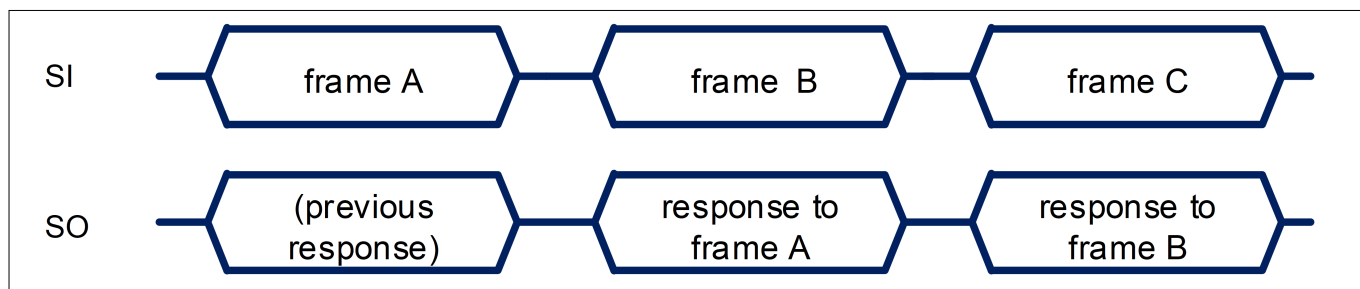 SI
frame A
frame B
frame C
SO
(previous
response)
response to
frame A
response to
frame B